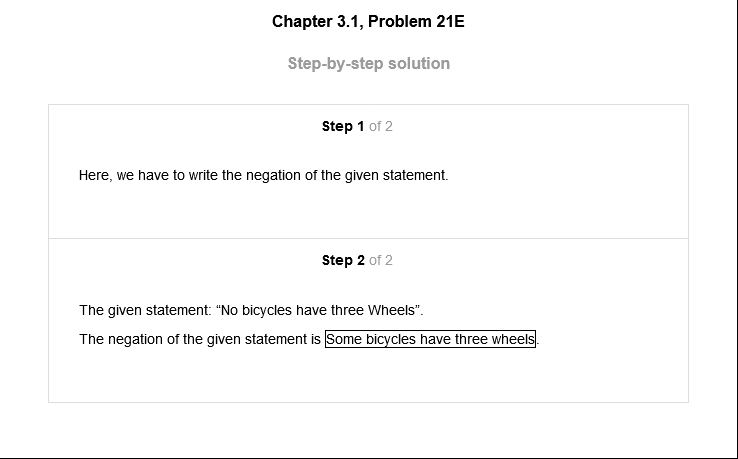 Chapter 3.1, Problem 21E
Step-by-step solution
Step 1 of 2
Here, we have to write the negation of the given statement.
Step 2 of 2
The given statement: “No bicycles have three Wheels”.
The negation of the given statement is Some bicycles have three wheels.